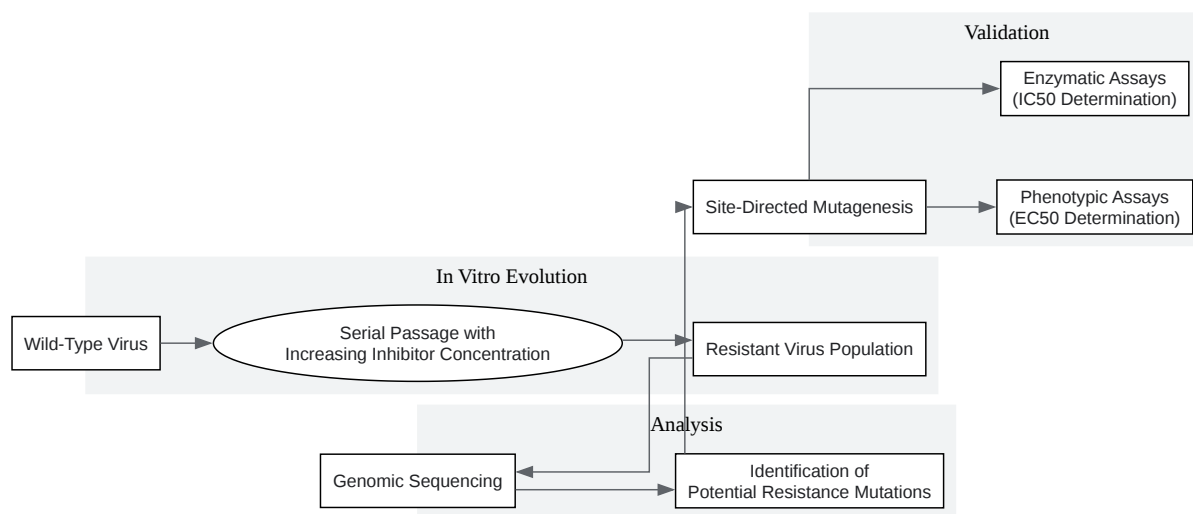 Validation
Enzymatic Assays
(IC50 Determination)
Site-Directed Mutagenesis
Phenotypic Assays
(EC50 Determination)
In Vitro Evolution
Wild-Type Virus
Serial Passage with
Increasing Inhibitor Concentration
Resistant Virus Population
Analysis
Genomic Sequencing
Identification of
Potential Resistance Mutations